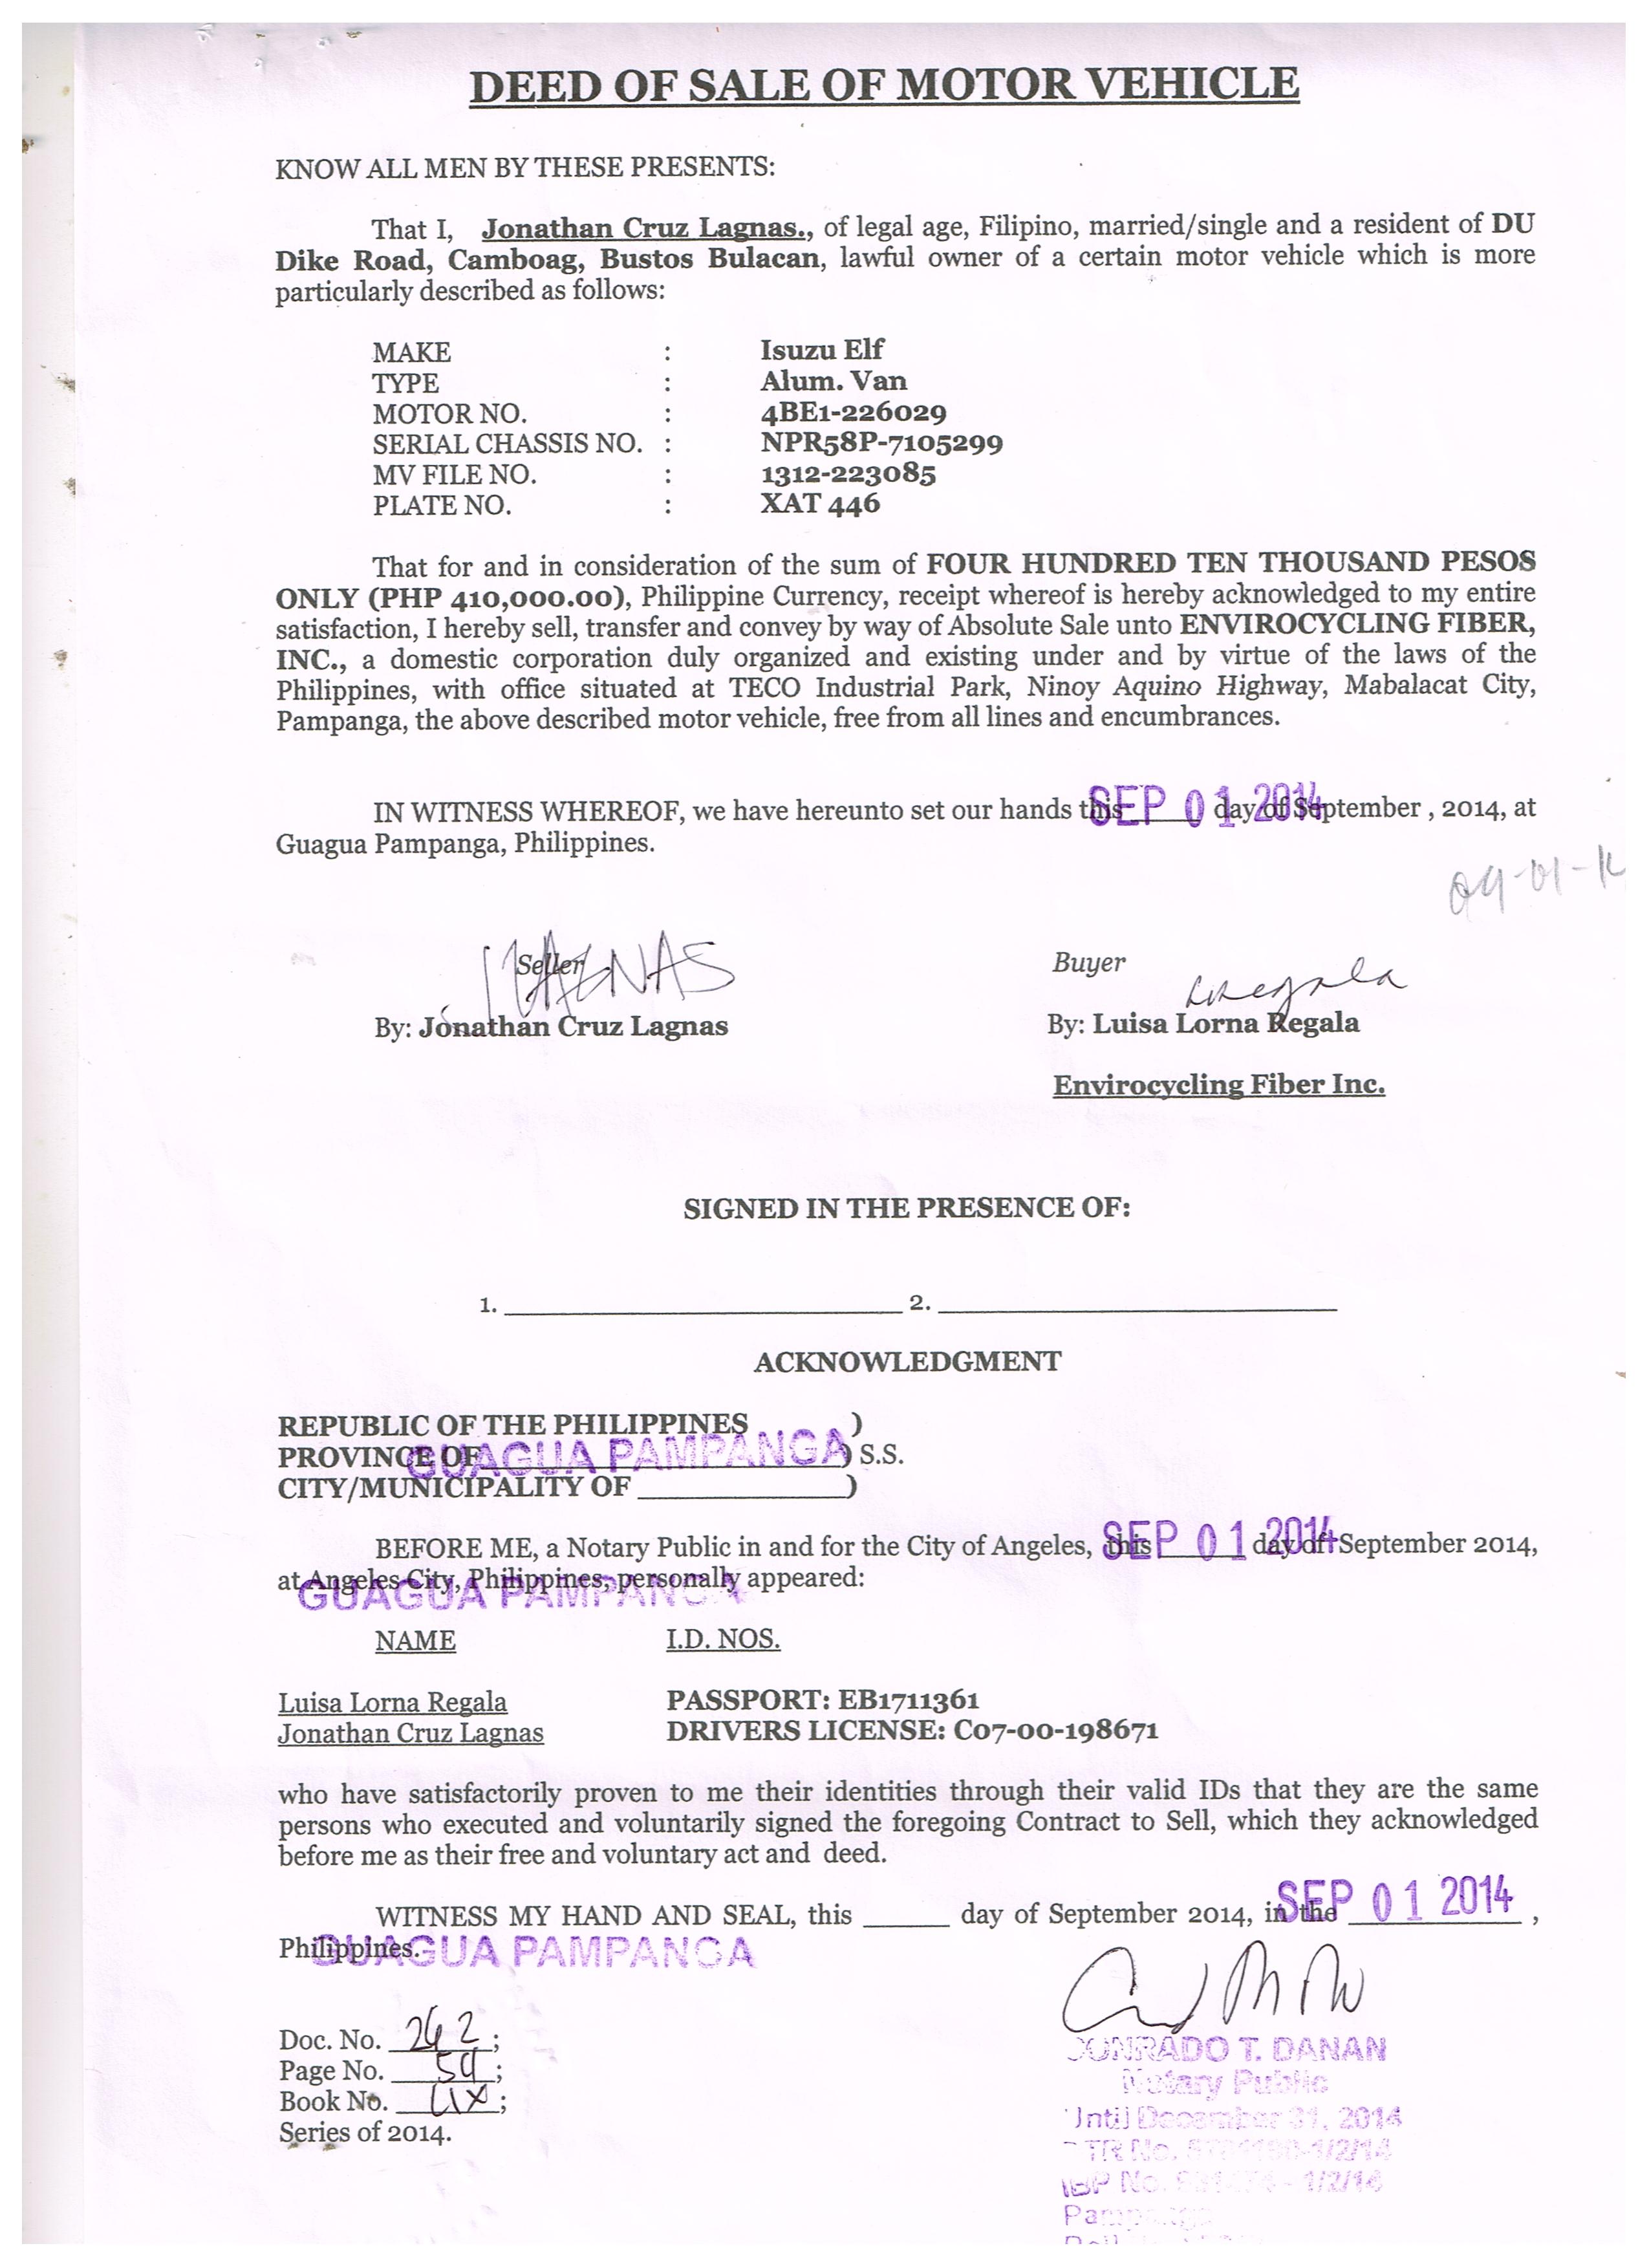 DEED OF SALE OF MOTOR VEHICLE
KNOW ALL MEN BY THESE PRESENTS:
That I, Jonathan Cruz Lagnas., of legal age, Filipino, married/single and a resident of DU
Dike Road, Camboag, Bustos Bulacan, lawful owner of a certain motor vehicle which is more
particularly described as follows:
MAKE : Isuzu Elf
TYPE : Alum. Van
MOTOR NO. : 4BE1-226029
SERIAL CHASSIS NO. : NPR58P-7105299
MV FILE NO. : 1312-223085
PLATE NO. : XAT 446
That for and in consideration of the sum of FOUR HUNDRED TEN THOUSAND PESOS
ONLY (PHP 410,000.00), Philippine Currency, receipt whereof is hereby acknowledged to my entire
satisfaction, I hereby sell, transfer and convey by way of Absolute Sale unto ENVIROCYCLING FIBER,
INC., a domestic corporation duly organized and existing under and by virtue of the laws of the
Philippines, with office situated at TECO Industrial Park, Ninoy Aquino Highway, Mabalacat City,
Pampanga, the above described motor vehicle, free from all lines and encumbrances.
IN WITNESS WHEREOF, we have hereunto set our hands this SEP 01 2014 day of September , 2014, at
Guagua Pampanga, Philippines.
09-01-14
Seller LAGNAS Buyer
By: Jonathan Cruz Lagnas By: Luisa Lorna Regala
Envirocycling Fiber Inc.
SIGNED IN THE PRESENCE OF:
1. ____________ 2. ____________
ACKNOWLEDGMENT
REPUBLIC OF THE PHILIPPINES )
PROVINCE OF GUAGUA PAMPANGA ) S.S.
CITY/MUNICIPALITY OF ____________)
BEFORE ME, a Notary Public in and for the City of Angeles, this SEP 01 2014 day of September 2014,
at Angeles City, Philippines, personally appeared:
GUAGUA PAMPANGA
NAME I.D. NOS.
Luisa Lorna Regala PASSPORT: EB1711361
Jonathan Cruz Lagnas DRIVERS LICENSE: C07-00-198671
who have satisfactorily proven to me their identities through their valid IDs that they are the same
persons who executed and voluntarily signed the foregoing Contract to Sell, which they acknowledged
before me as their free and voluntary act and deed.
WITNESS MY HAND AND SEAL, this ______ day of September 2014, in the SEP 01 2014 ,
Philippines. GUAGUA PAMPANGA
Doc. No. 262;
Page No. 54;
Book No. LIX;
Series of 2014.
CONRADO T. DANAN
Notary Public
Until December 31, 2014
PTR No. 1/2/14
IBP No. - 1/2/14
Pampanga